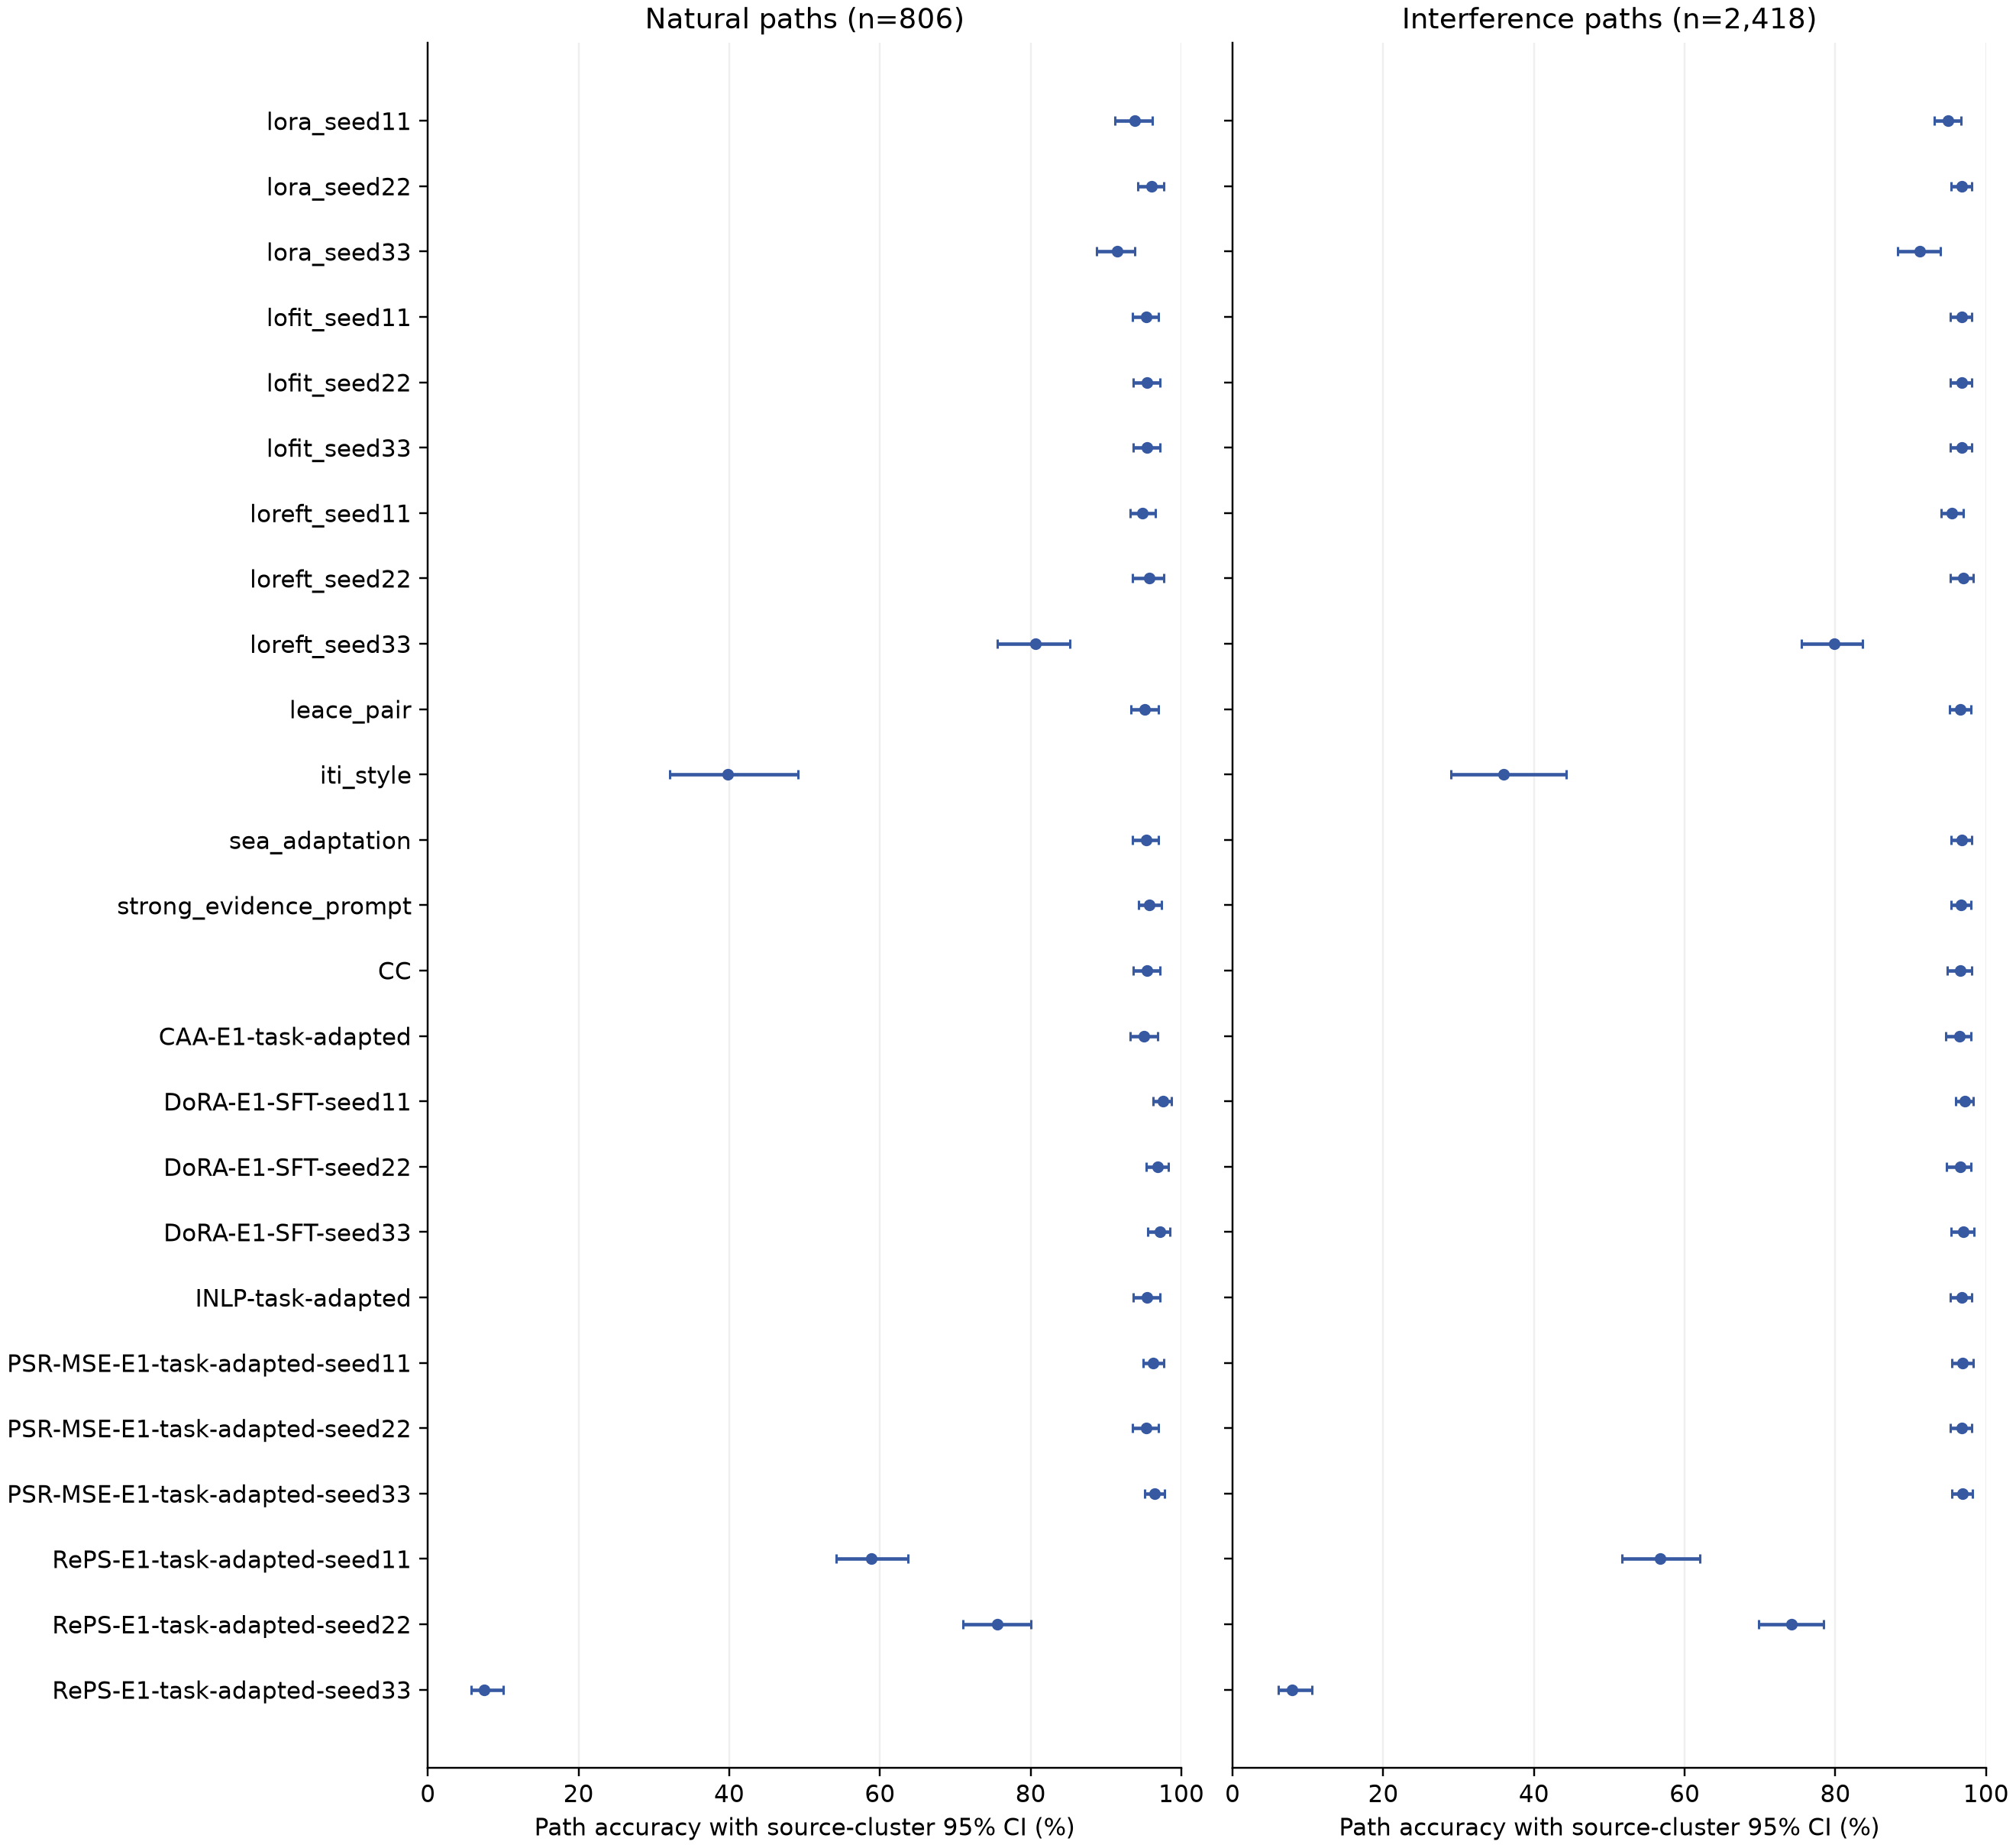 Natural paths (n=806)
Interference paths (n=2,418)
lora_seed11
lora_seed22
lora_seed33
lofit_seed11
lofit_seed22
lofit_seed33
loreft_seed11
loreft_seed22
loreft_seed33
leace_pair
iti_style
sea_adaptation
strong_evidence_prompt
CC
CAA-E1-task-adapted
DoRA-E1-SFT-seed11
DoRA-E1-SFT-seed22
DoRA-E1-SFT-seed33
INLP-task-adapted
PSR-MSE-E1-task-adapted-seed11
PSR-MSE-E1-task-adapted-seed22
PSR-MSE-E1-task-adapted-seed33
RePS-E1-task-adapted-seed11
RePS-E1-task-adapted-seed22
RePS-E1-task-adapted-seed33
0 20 40 60 80 100
0 20 40 60 80 100
Path accuracy with source-cluster 95% CI (%)
Path accuracy with source-cluster 95% CI (%)